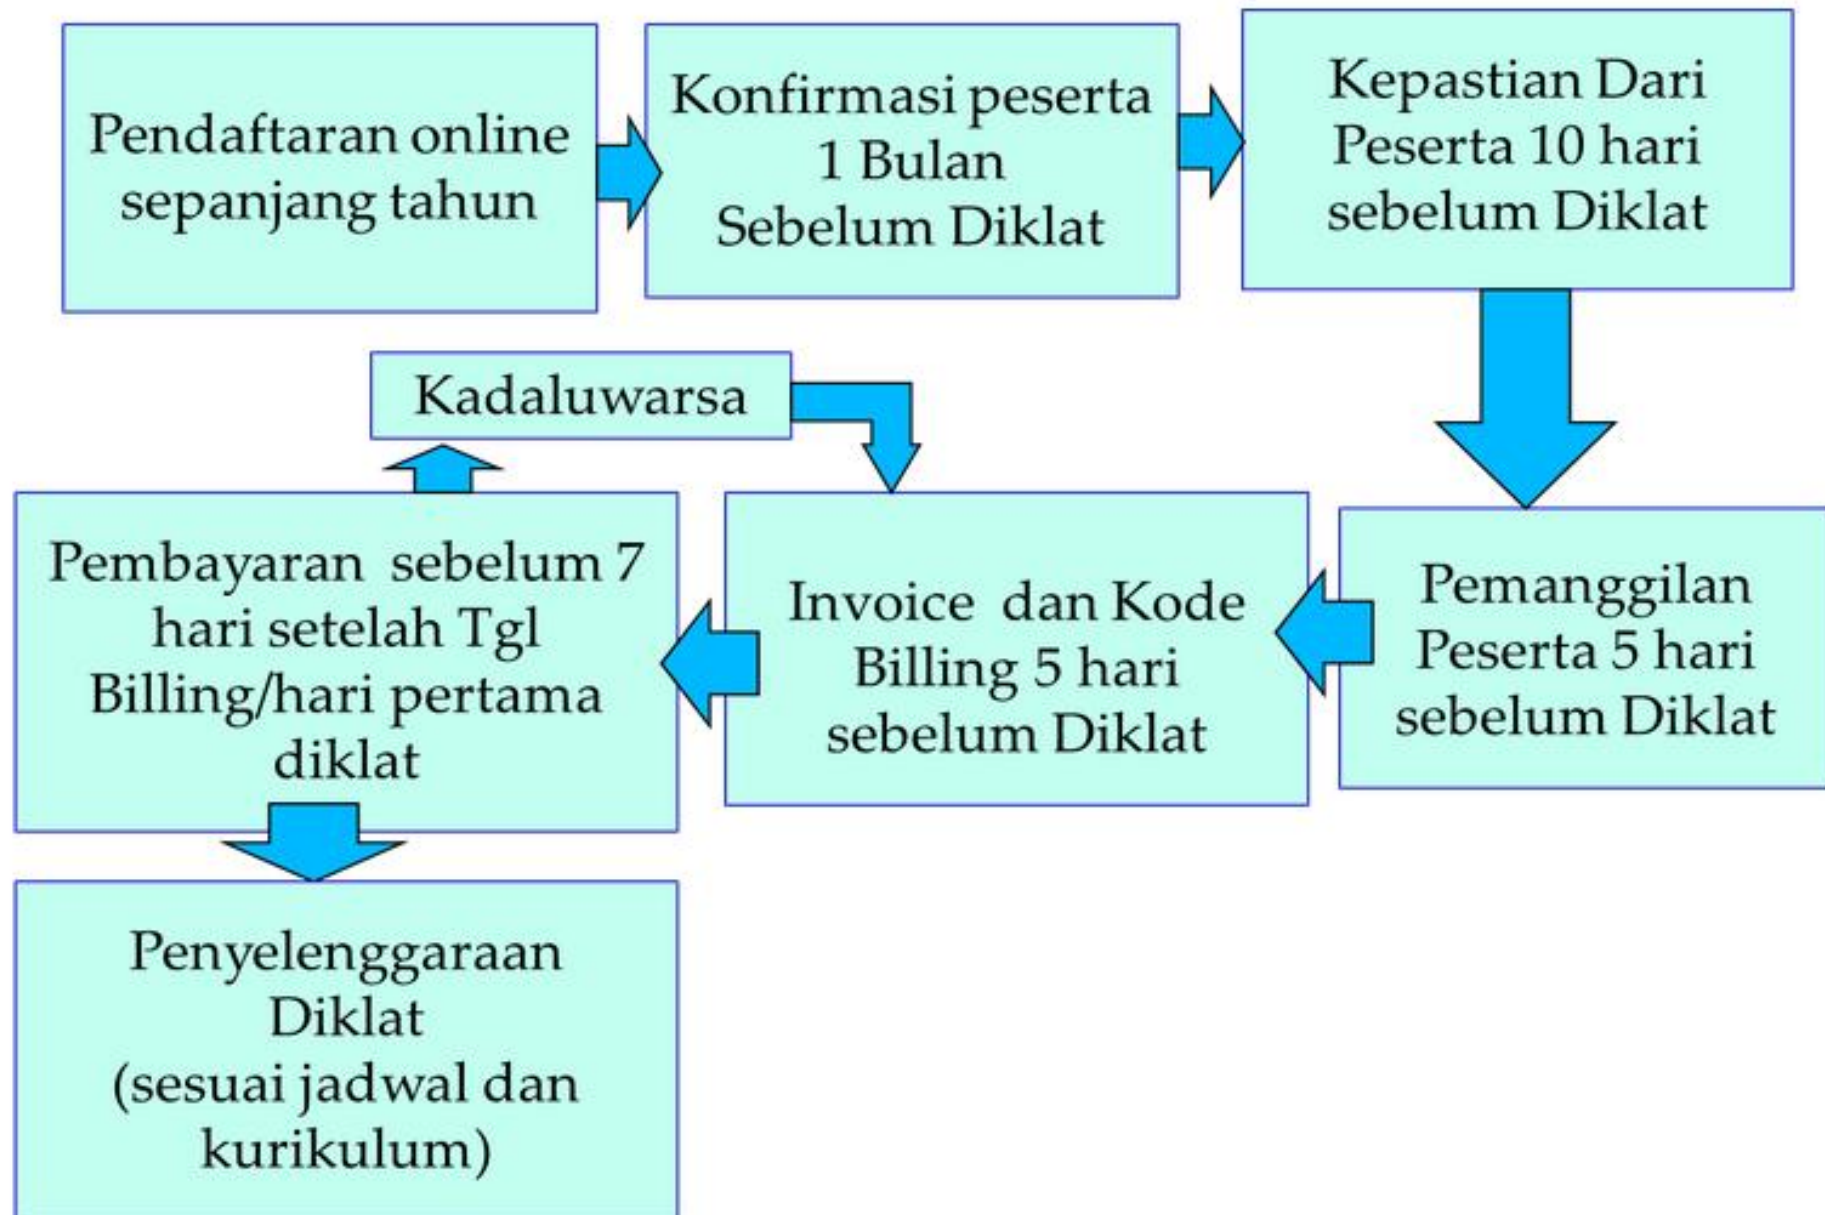 Pendaftaran online
sepanjang tahun
Konfirmasi peserta
1 Bulan
Sebelum Diklat
Kepastian Dari
Peserta 10 hari
sebelum Diklat
Kadaluwarsa
Pemanggilan
Peserta 5 hari
sebelum Diklat
Invoice dan Kode
Billing 5 hari
sebelum Diklat
Pembayaran sebelum 7
hari setelah Tgl
Billing/hari pertama
diklat
Penyelenggaraan
Diklat
(sesuai jadwal dan
kurikulum)